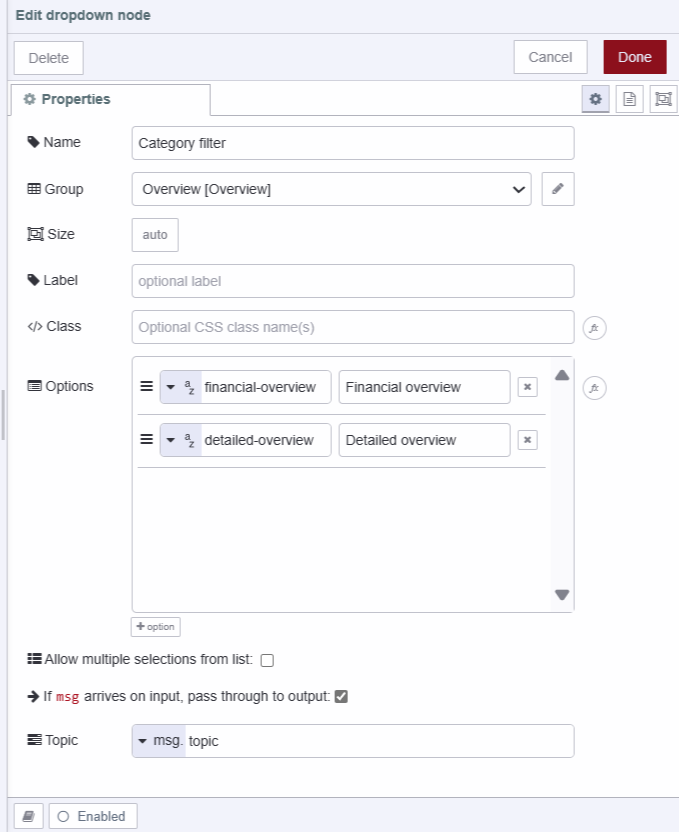 Edit dropdown node
Delete
Cancel
Done
Properties
Name
Category filter
Group
Overview [Overview]
Size
auto
Label
optional label
</> Class
Optional CSS class name(s)
Options
az financial-overview
Financial overview
az detailed-overview
Detailed overview
+ option
Allow multiple selections from list:
If msg arrives on input, pass through to output:
Topic
msg. topic
Enabled